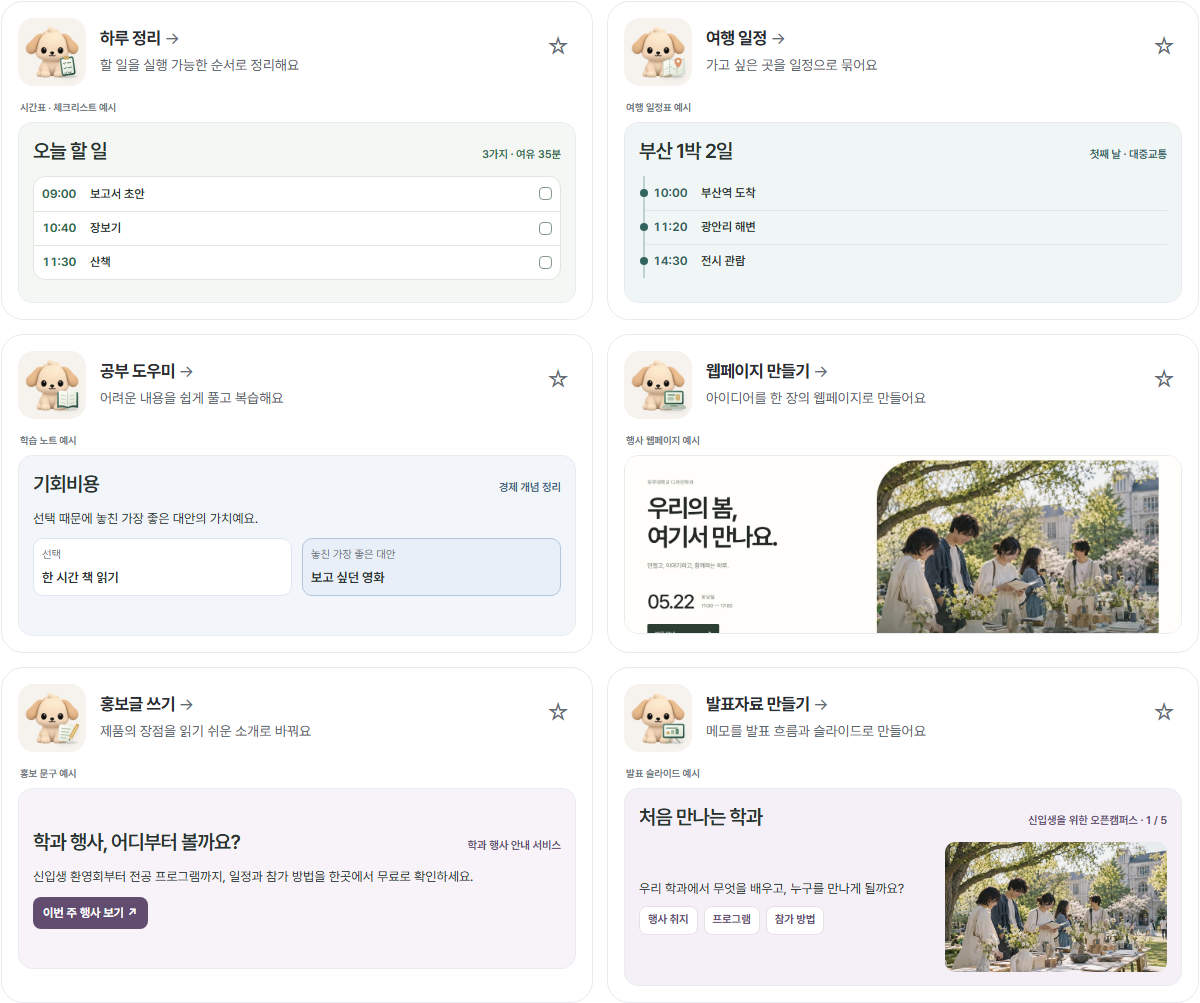 하루 정리 →
할 일을 실행 가능한 순서로 정리해요
시간표 · 체크리스트 예시
오늘 할 일
3가지 · 여유 35분
09:00 보고서 초안
10:40 장보기
11:30 산책
여행 일정 →
가고 싶은 곳을 일정으로 묶어요
여행 일정표 예시
부산 1박 2일
첫째 날 · 대중교통
10:00 부산역 도착
11:20 광안리 해변
14:30 전시 관람
공부 도우미 →
어려운 내용을 쉽게 풀고 복습해요
학습 노트 예시
기회비용
경제 개념 정리
선택 때문에 놓친 가장 좋은 대안의 가치예요.
선택
한 시간 책 읽기
놓친 가장 좋은 대안
보고 싶던 영화
웹페이지 만들기 →
아이디어를 한 장의 웹페이지로 만들어요
행사 웹페이지 예시
우리의 봄,
여기서 만나요.
만들고, 이야기하고, 함께하는 하루.
05.22
토요일
11:00 — 17:00
홍보글 쓰기 →
제품의 장점을 읽기 쉬운 소개로 바꿔요
홍보 문구 예시
학과 행사, 어디부터 볼까요?
학과 행사 안내 서비스
신입생 환영회부터 전공 프로그램까지, 일정과 참가 방법을 한곳에서 무료로 확인하세요.
이번 주 행사 보기 ↗
발표자료 만들기 →
메모를 발표 흐름과 슬라이드로 만들어요
발표 슬라이드 예시
처음 만나는 학과
신입생을 위한 오픈캠퍼스 · 1 / 5
우리 학과에서 무엇을 배우고, 누구를 만나게 될까요?
행사 취지
프로그램
참가 방법